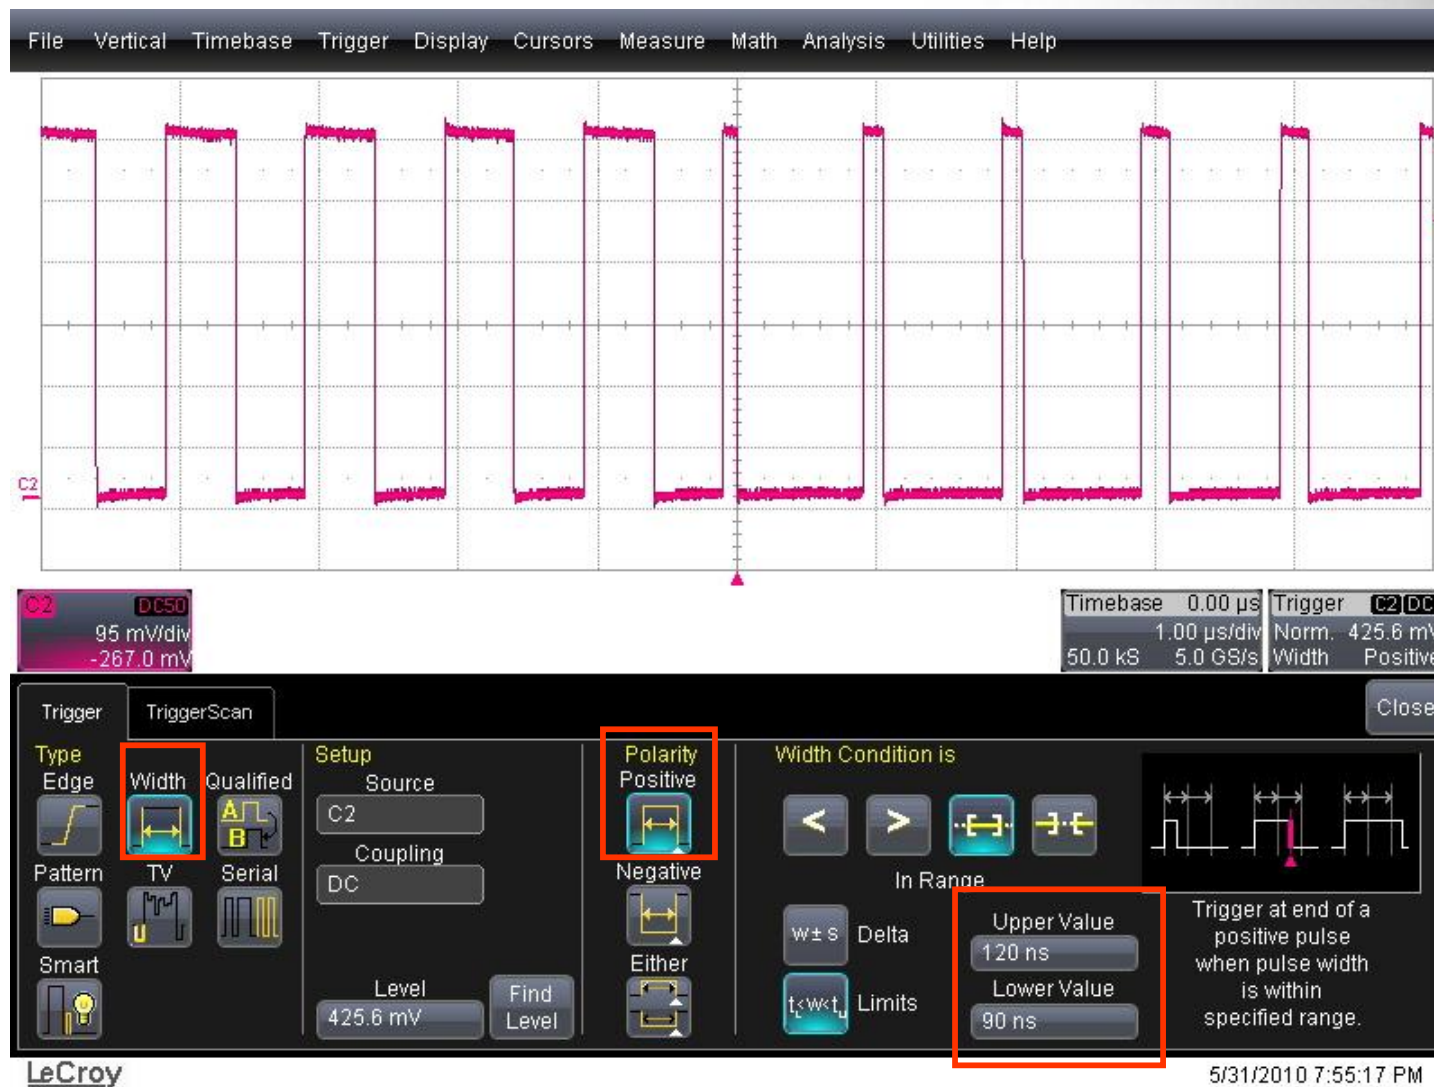 File Vertical Timebase Trigger Display Cursors Measure Math Analysis Utilities Help
C2
C2 DC50
95 mV/div
-267.0 mV
Timebase 0.00 µs
1.00 µs/div
50.0 kS 5.0 GS/s
Trigger C2 DC
Norm. 425.6 mV
Width Positive
Trigger TriggerScan Close
Type
Edge Width Qualified
A
B
Pattern TV Serial
Smart
Setup
Source
C2
Coupling
DC
Level
425.6 mV
Find
Level
Polarity
Positive
Negative
Either
Width Condition is
< >
In Range
w±s Delta
tL<w<tu Limits
Upper Value
120 ns
Lower Value
90 ns
Trigger at end of a
positive pulse
when pulse width
is within
specified range.
LeCroy
5/31/2010 7:55:17 PM